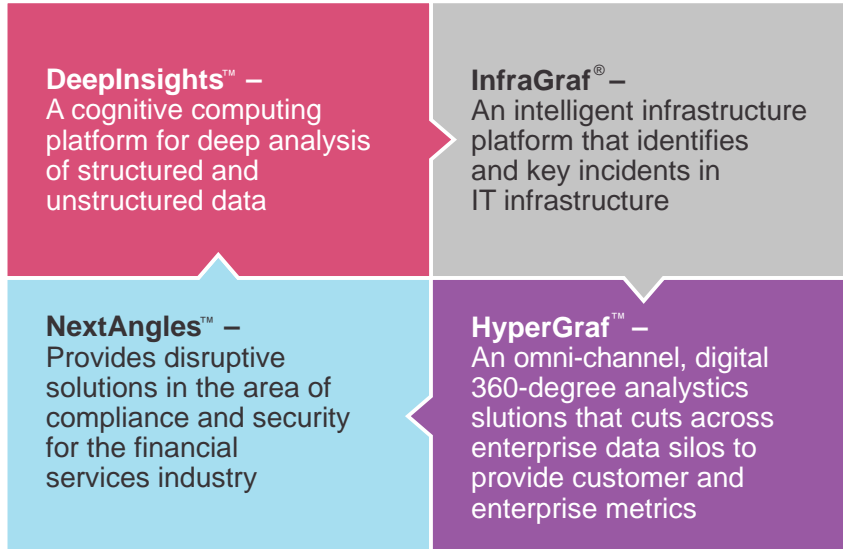 DeepInsights™ –
A cognitive computing
platform for deep analysis
of structured and
unstructured data
InfraGraf® –
An intelligent infrastructure
platform that identifies
and key incidents in
IT infrastructure
NextAngles™ –
Provides disruptive
solutions in the area of
compliance and security
for the financial
services industry
HyperGraf™ –
An omni-channel, digital
360-degree analystics
slutions that cuts across
enterprise data silos to
provide customer and
enterprise metrics